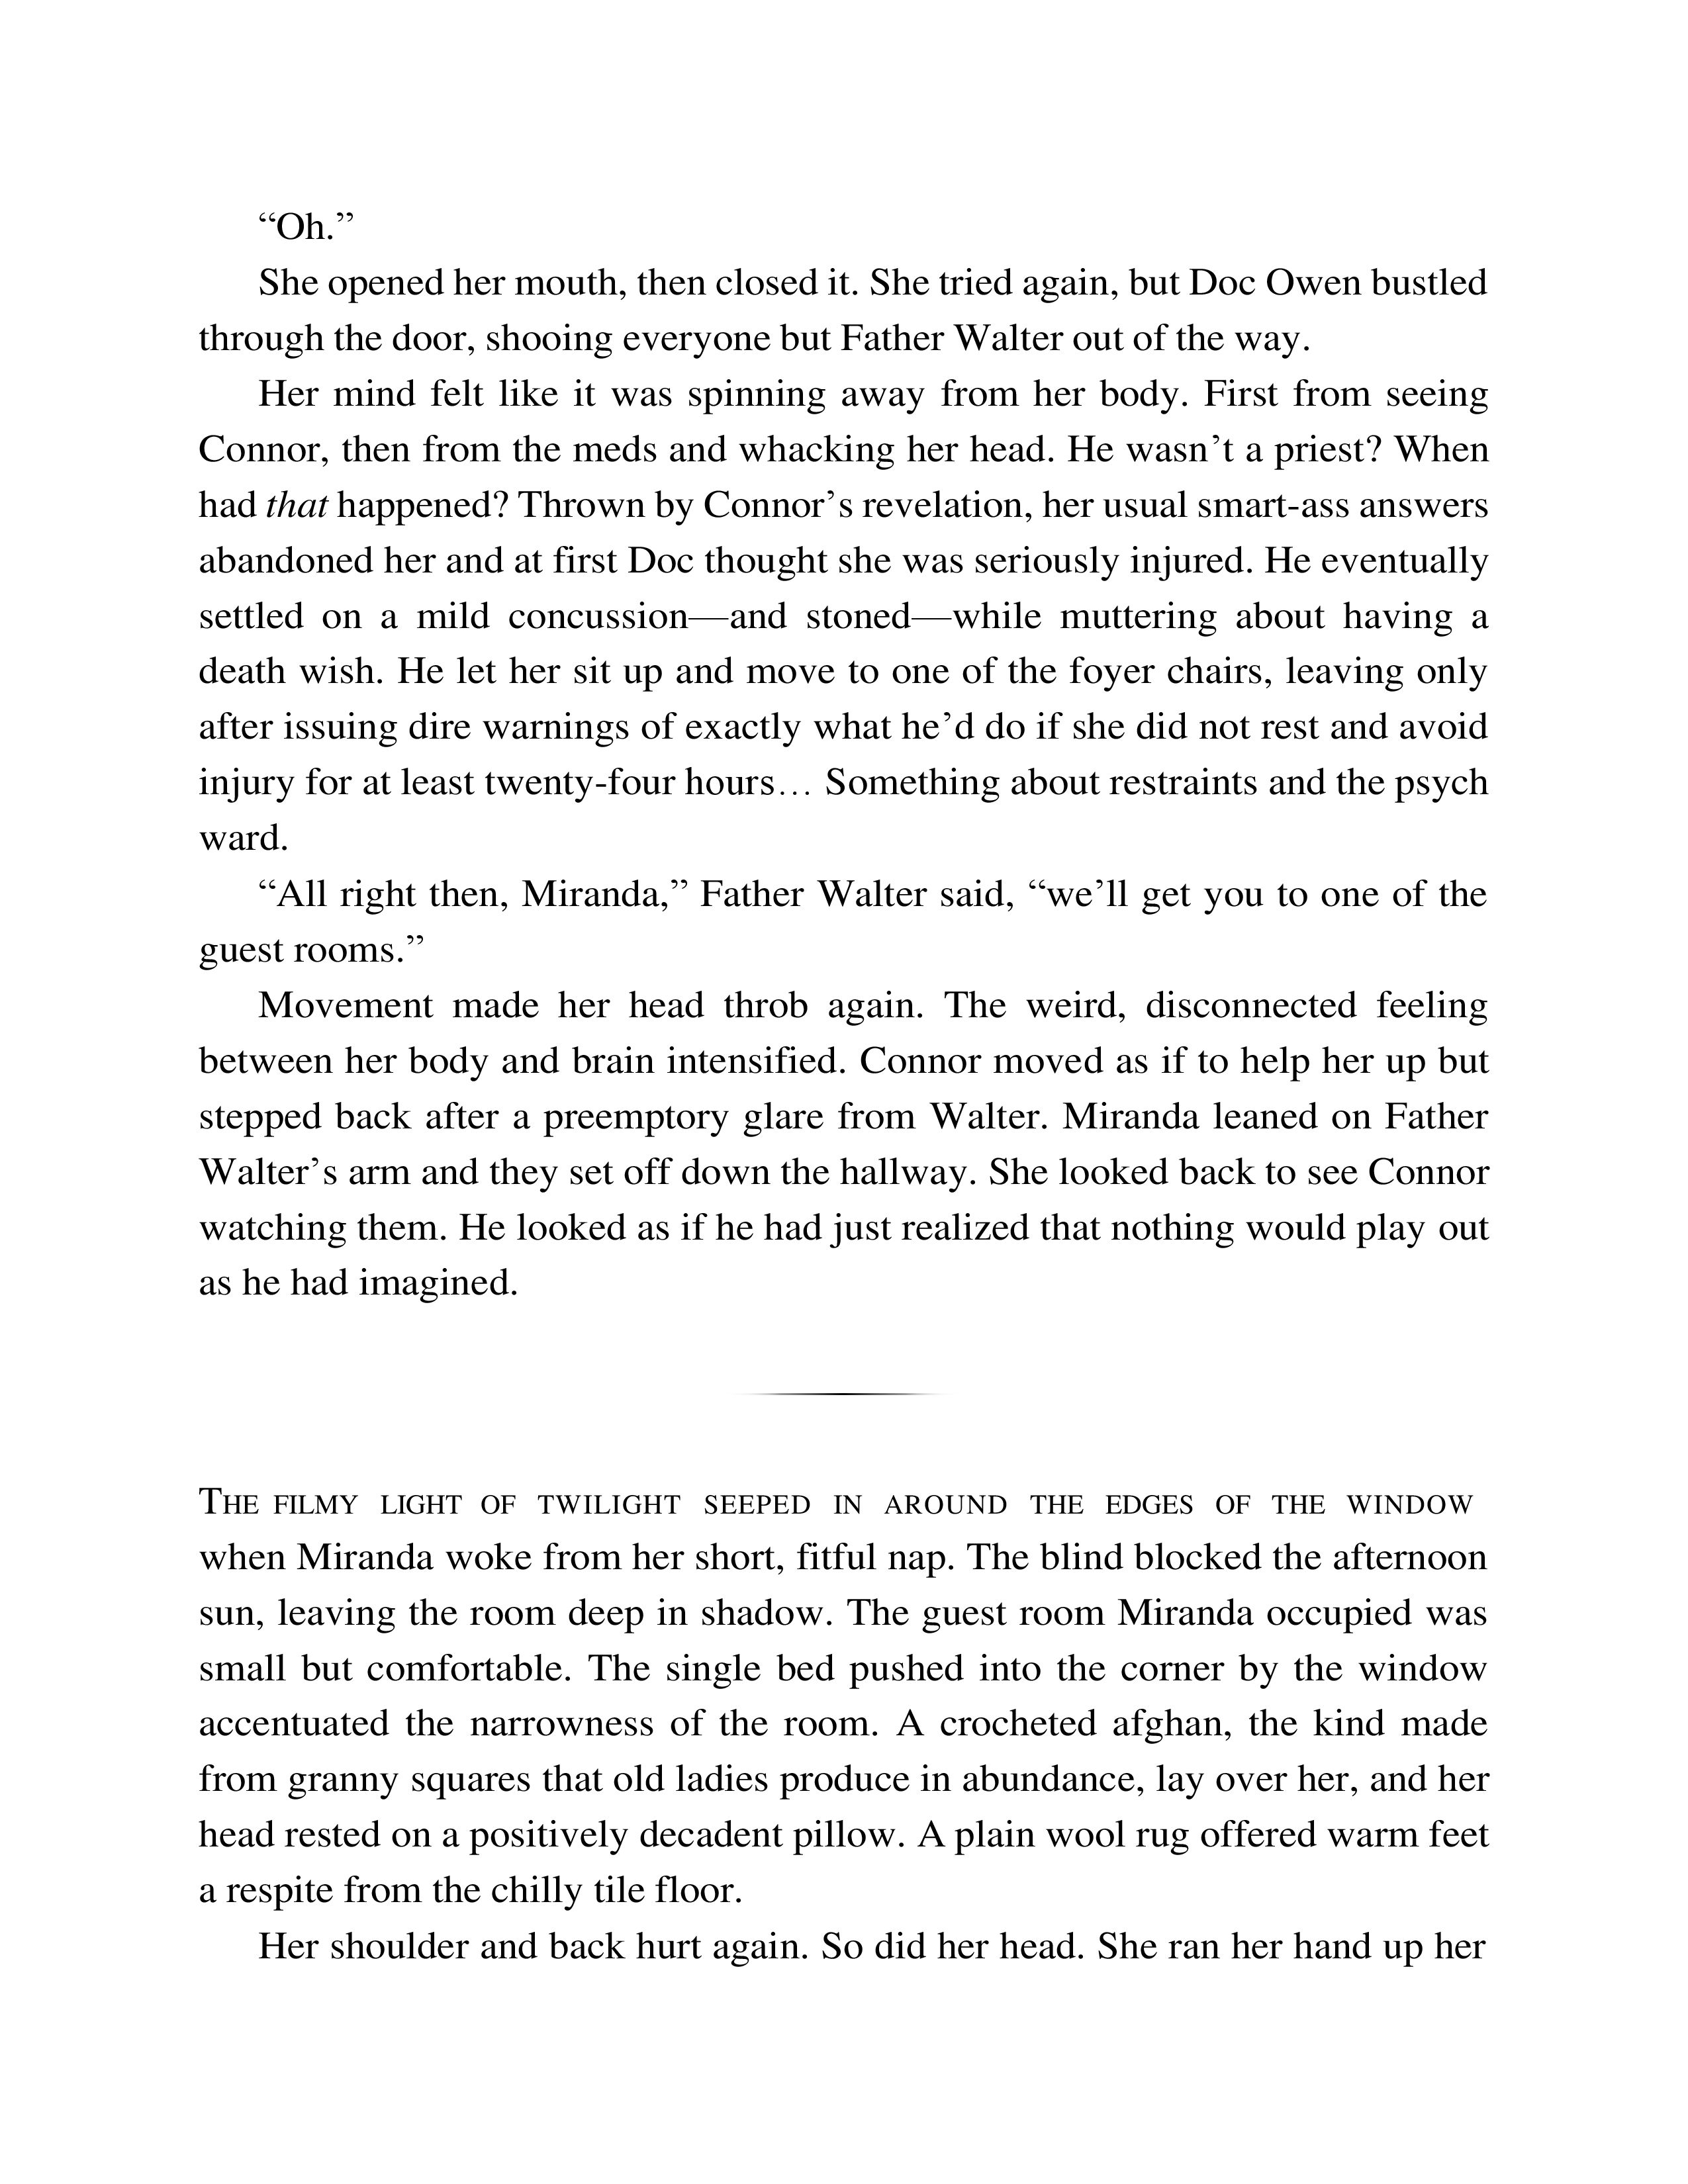 “Oh.”
She opened her mouth, then closed it. She tried again, but Doc Owen bustled
through the door, shooing everyone but Father Walter out of the way.
Her mind felt like it was spinning away from her body. First from seeing
Connor, then from the meds and whacking her head. He wasn’t a priest? When
had that happened? Thrown by Connor’s revelation, her usual smart-ass answers
abandoned her and at first Doc thought she was seriously injured. He eventually
settled on a mild concussion—and stoned—while muttering about having a
death wish. He let her sit up and move to one of the foyer chairs, leaving only
after issuing dire warnings of exactly what he’d do if she did not rest and avoid
injury for at least twenty-four hours… Something about restraints and the psych
ward.
“All right then, Miranda,” Father Walter said, “we’ll get you to one of the
guest rooms.”
Movement made her head throb again. The weird, disconnected feeling
between her body and brain intensified. Connor moved as if to help her up but
stepped back after a preemptory glare from Walter. Miranda leaned on Father
Walter’s arm and they set off down the hallway. She looked back to see Connor
watching them. He looked as if he had just realized that nothing would play out
as he had imagined.
THE FILMY LIGHT OF TWILIGHT SEEPED IN AROUND THE EDGES OF THE WINDOW
when Miranda woke from her short, fitful nap. The blind blocked the afternoon
sun, leaving the room deep in shadow. The guest room Miranda occupied was
small but comfortable. The single bed pushed into the corner by the window
accentuated the narrowness of the room. A crocheted afghan, the kind made
from granny squares that old ladies produce in abundance, lay over her, and her
head rested on a positively decadent pillow. A plain wool rug offered warm feet
a respite from the chilly tile floor.
Her shoulder and back hurt again. So did her head. She ran her hand up her